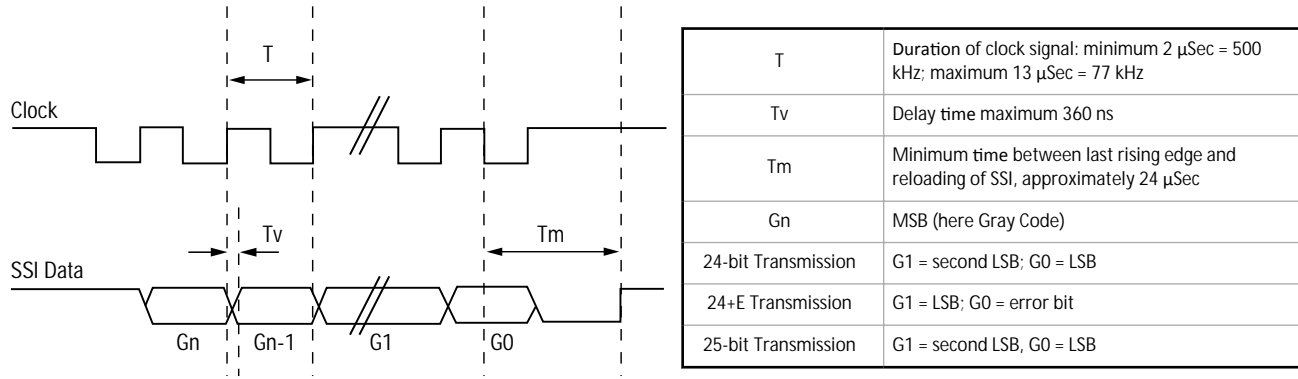 T
Clock
Tv
Tm
SSI Data
Gn
Gn-1
G1
G0
T
Duration of clock signal: minimum 2 μSec = 500
kHz; maximum 13 μSec = 77 kHz
Tv
Delay time maximum 360 ns
Tm
Minimum time between last rising edge and
reloading of SSI, approximately 24 μSec
Gn
MSB (here Gray Code)
24-bit Transmission
G1 = second LSB; G0 = LSB
24+E Transmission
G1 = LSB; G0 = error bit
25-bit Transmission
G1 = second LSB, G0 = LSB